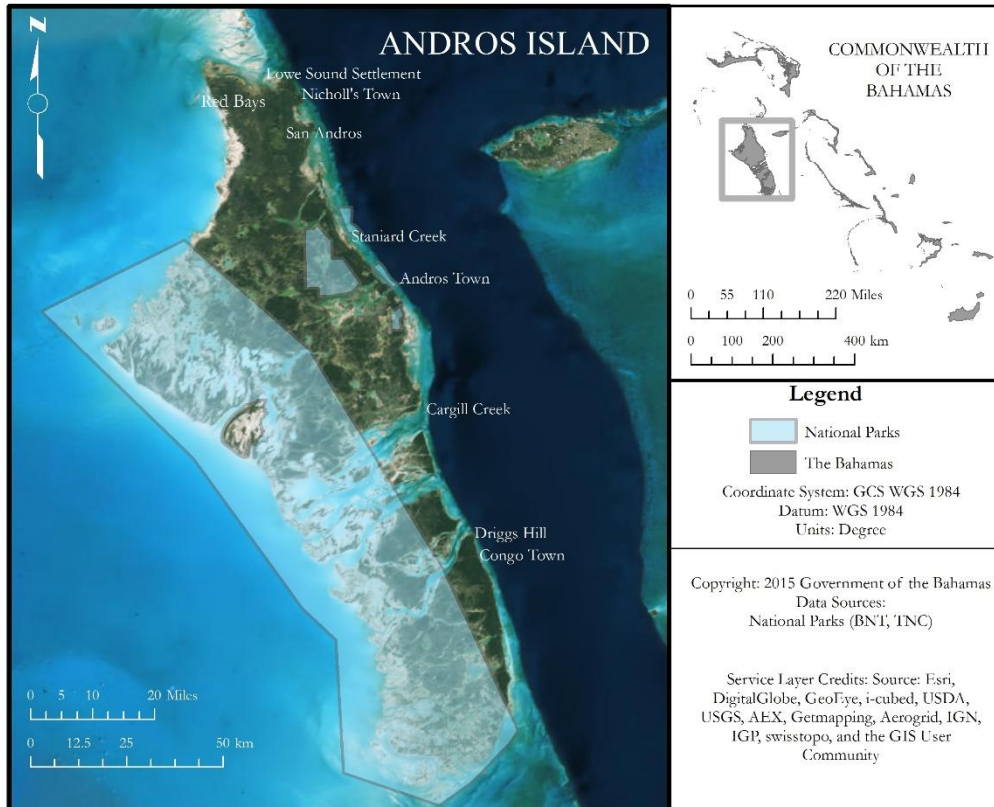 N
ANDROS ISLAND
Lowe Sound Settlement
Nicholl's Town
Red Bays
San Andros
Staniard Creek
Andros Town
Cargill Creek
Driggs Hill
Congo Town
0 5 10 20 Miles
0 12.5 25 50 km
COMMONWEALTH
OF THE
BAHAMAS
0 55 110 220 Miles
0 100 200 400 km
Legend
National Parks
The Bahamas
Coordinate System: GCS WGS 1984
Datum: WGS 1984
Units: Degree
Copyright: 2015 Government of the Bahamas
Data Sources:
National Parks (BNT, TNC)
Service Layer Credits: Source: Esri,
DigitalGlobe, GeoEye, i-cubed, USDA,
USGS, AEX, Getmapping, Aerogrid, IGN,
IGP, swisstopo, and the GIS User
Community